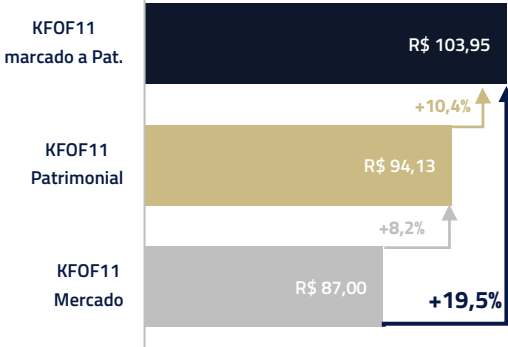 KFOF11
marcado a Pat.
R$ 103,95
+10,4%
KFOF11
Patrimonial
R$ 94,13
+8,2%
KFOF11
Mercado
R$ 87,00
+19,5%